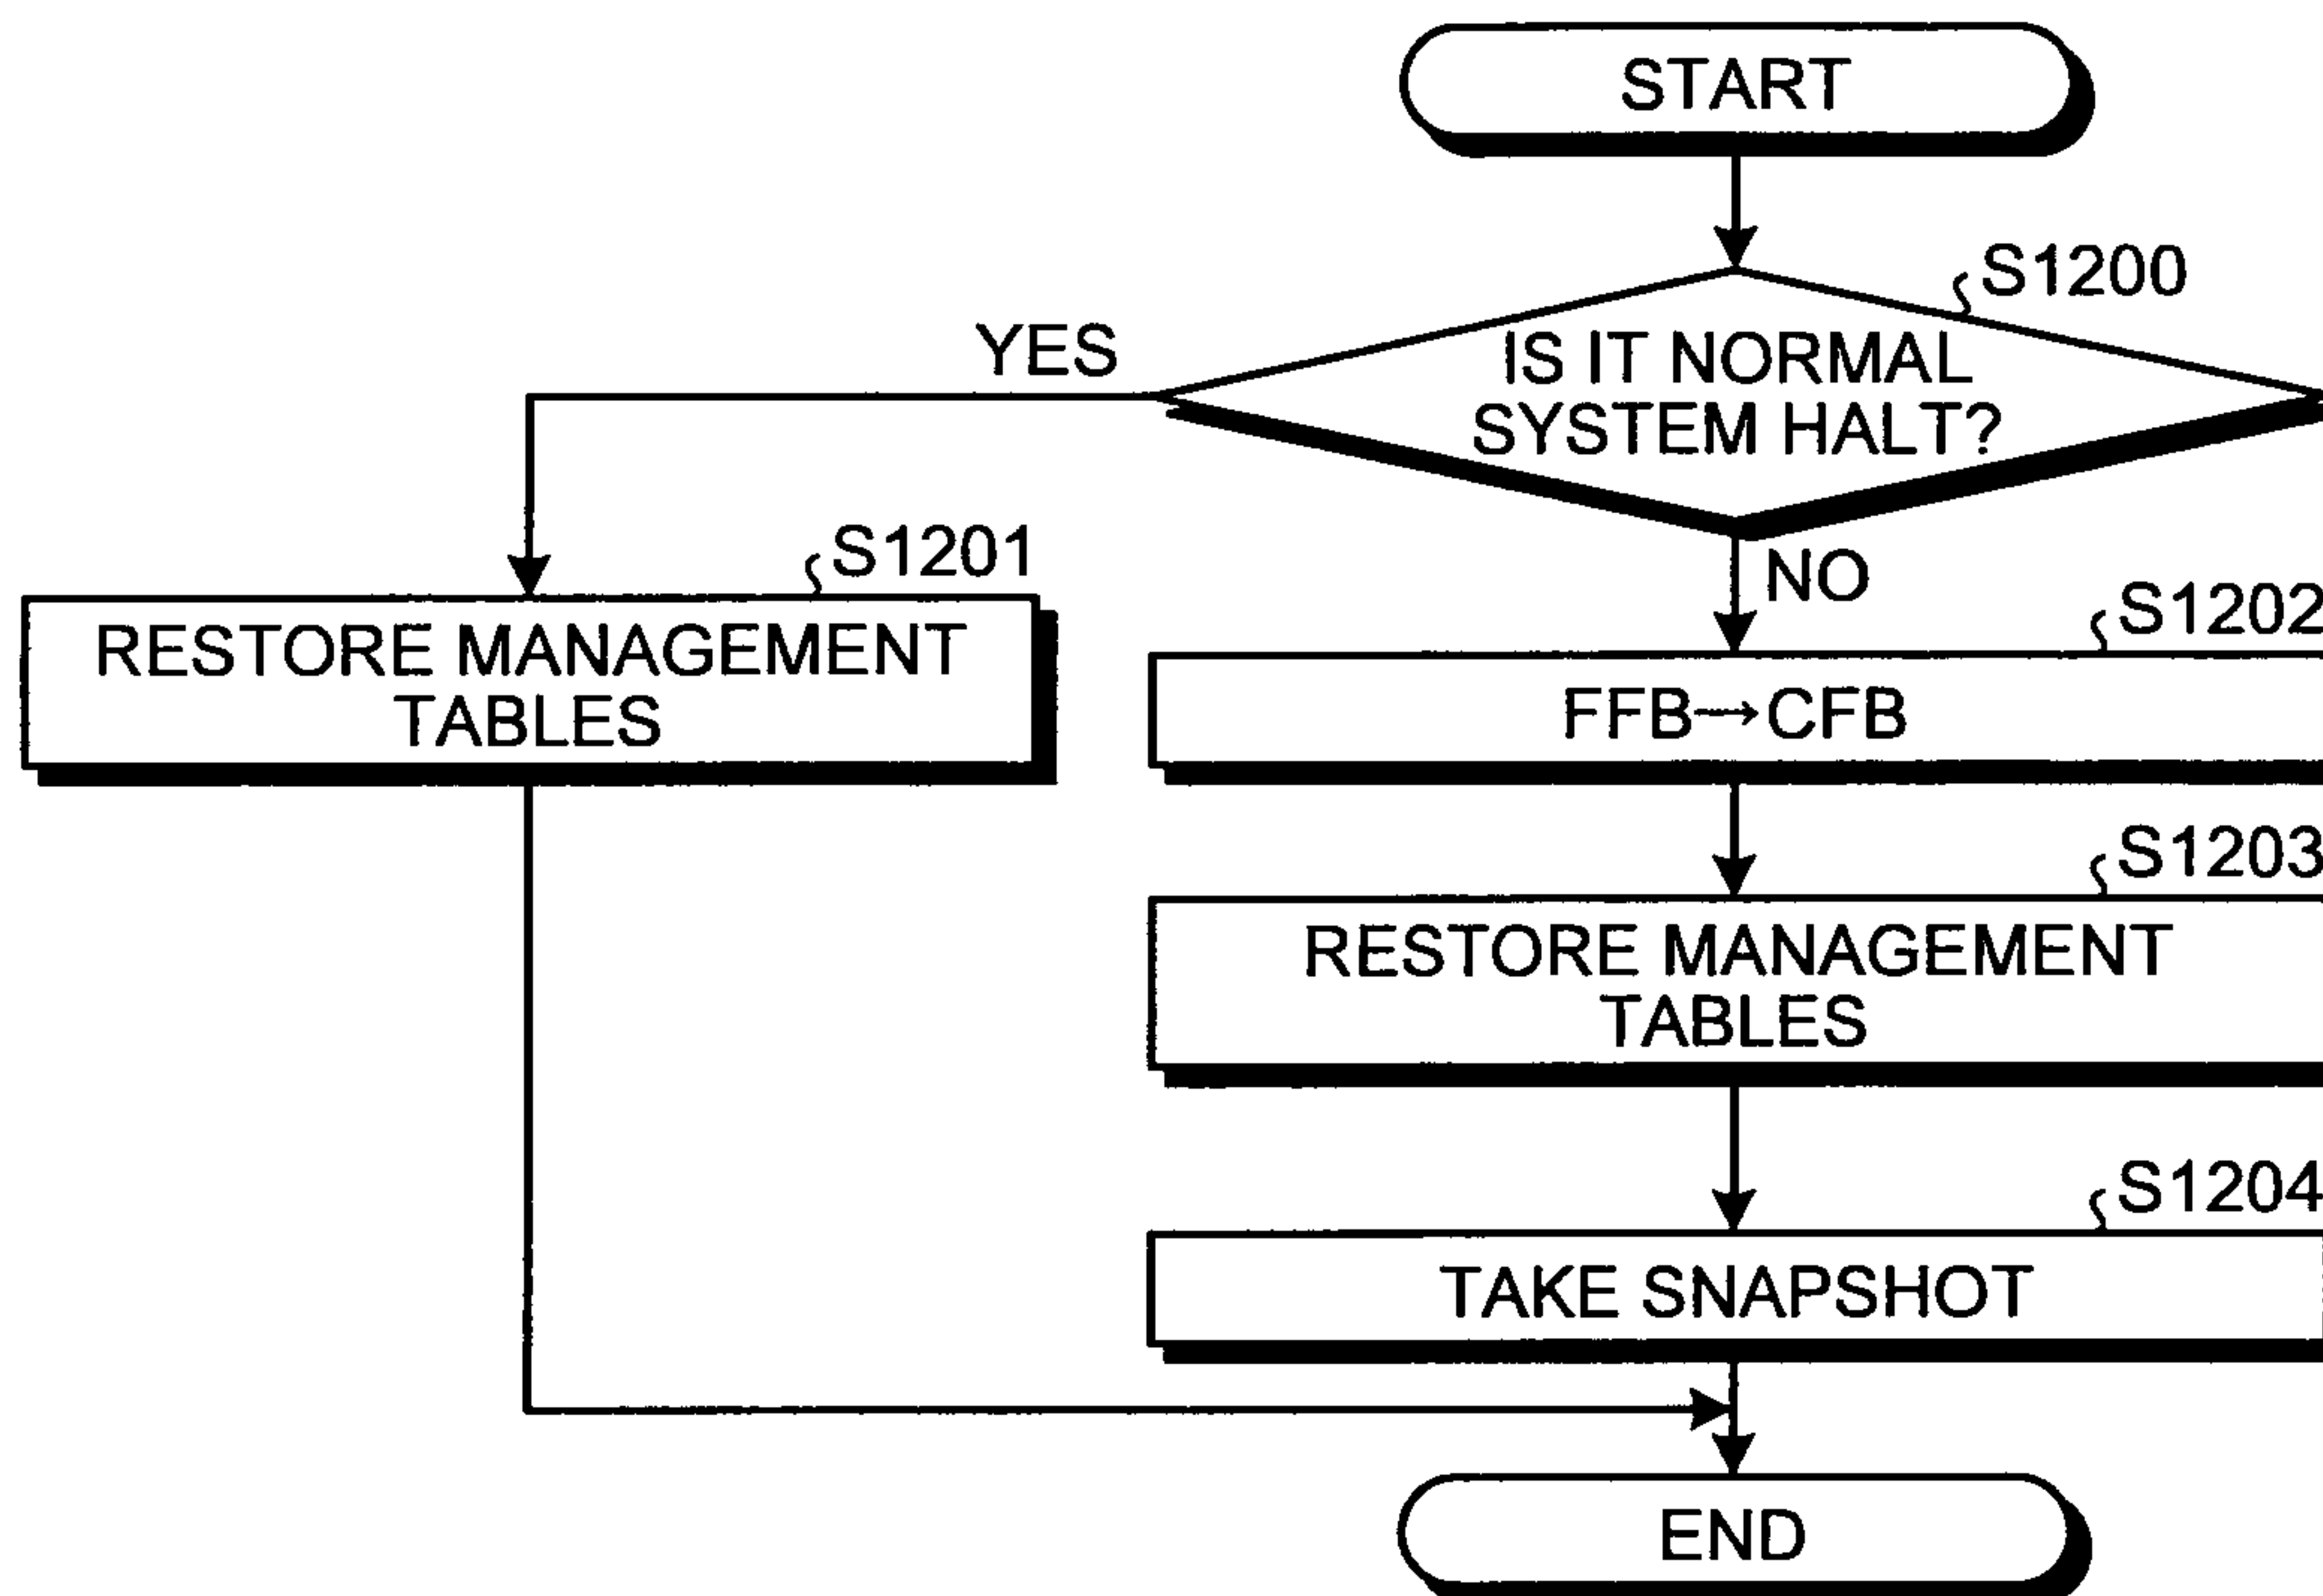 START
S1200
YES
IS IT NORMAL
SYSTEM HALT?
S1201
NO
S1202
RESTORE MANAGEMENT
TABLES
FFB→CFB
S1203
RESTORE MANAGEMENT
TABLES
S1204
TAKE SNAPSHOT
END